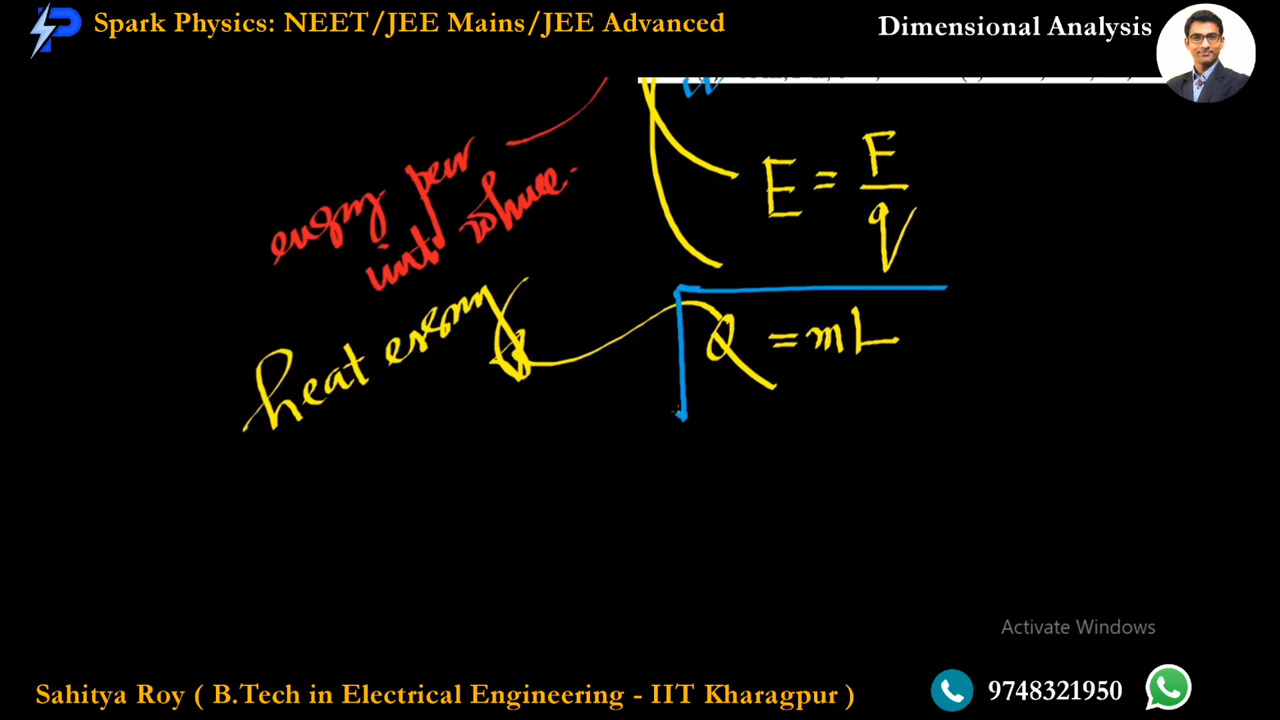 Spark Physics: NEET/JEE Mains/JEE Advanced
Dimensional Analysis
energy per
unit volume.
E = F/q
heat energy
Q = mL
Activate Windows
Sahitya Roy ( B.Tech in Electrical Engineering - IIT Kharagpur )
9748321950